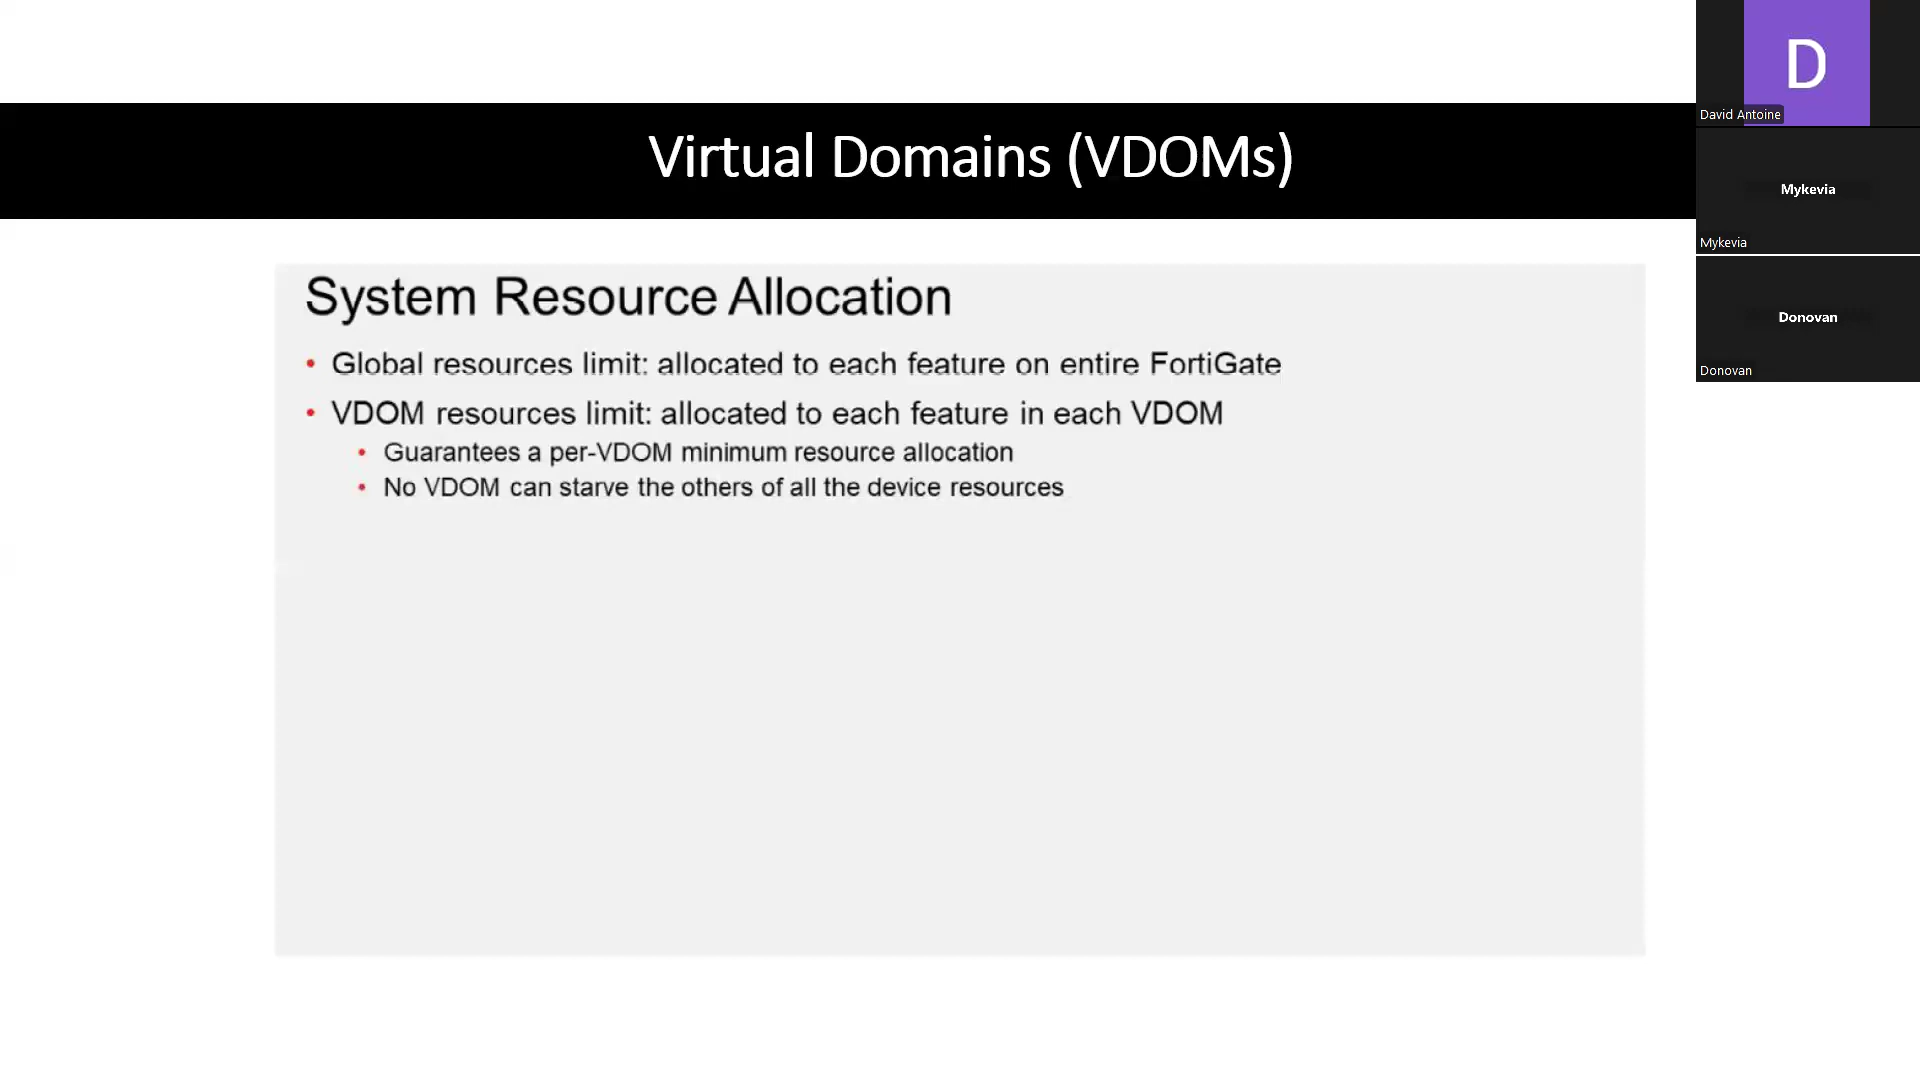 Virtual Domains (VDOMs)
System Resource Allocation
• Global resources limit: allocated to each feature on entire FortiGate
• VDOM resources limit: allocated to each feature in each VDOM
• Guarantees a per-VDOM minimum resource allocation
• No VDOM can starve the others of all the device resources
D
David Antoine
Mykevia
Mykevia
Donovan
Donovan